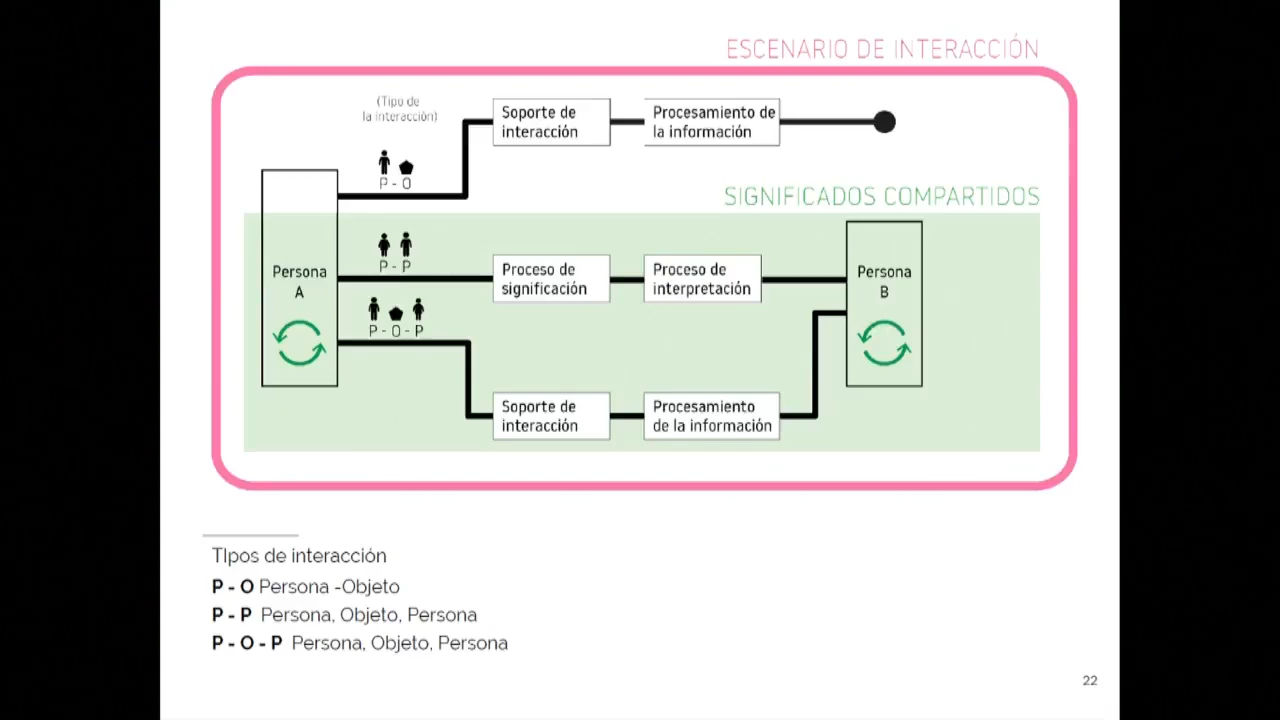 ESCENARIO DE INTERACCIÓN
(Tipo de
la interacción)
Soporte de
interacción
Procesamiento de
la información
P - O
SIGNIFICADOS COMPARTIDOS
Persona
A
P - P
Proceso de
significación
Proceso de
interpretación
Persona
B
P - O - P
Soporte de
interacción
Procesamiento
de la información
TIpos de interacción
P - O Persona -Objeto
P - P Persona, Objeto, Persona
P - O - P Persona, Objeto, Persona
22